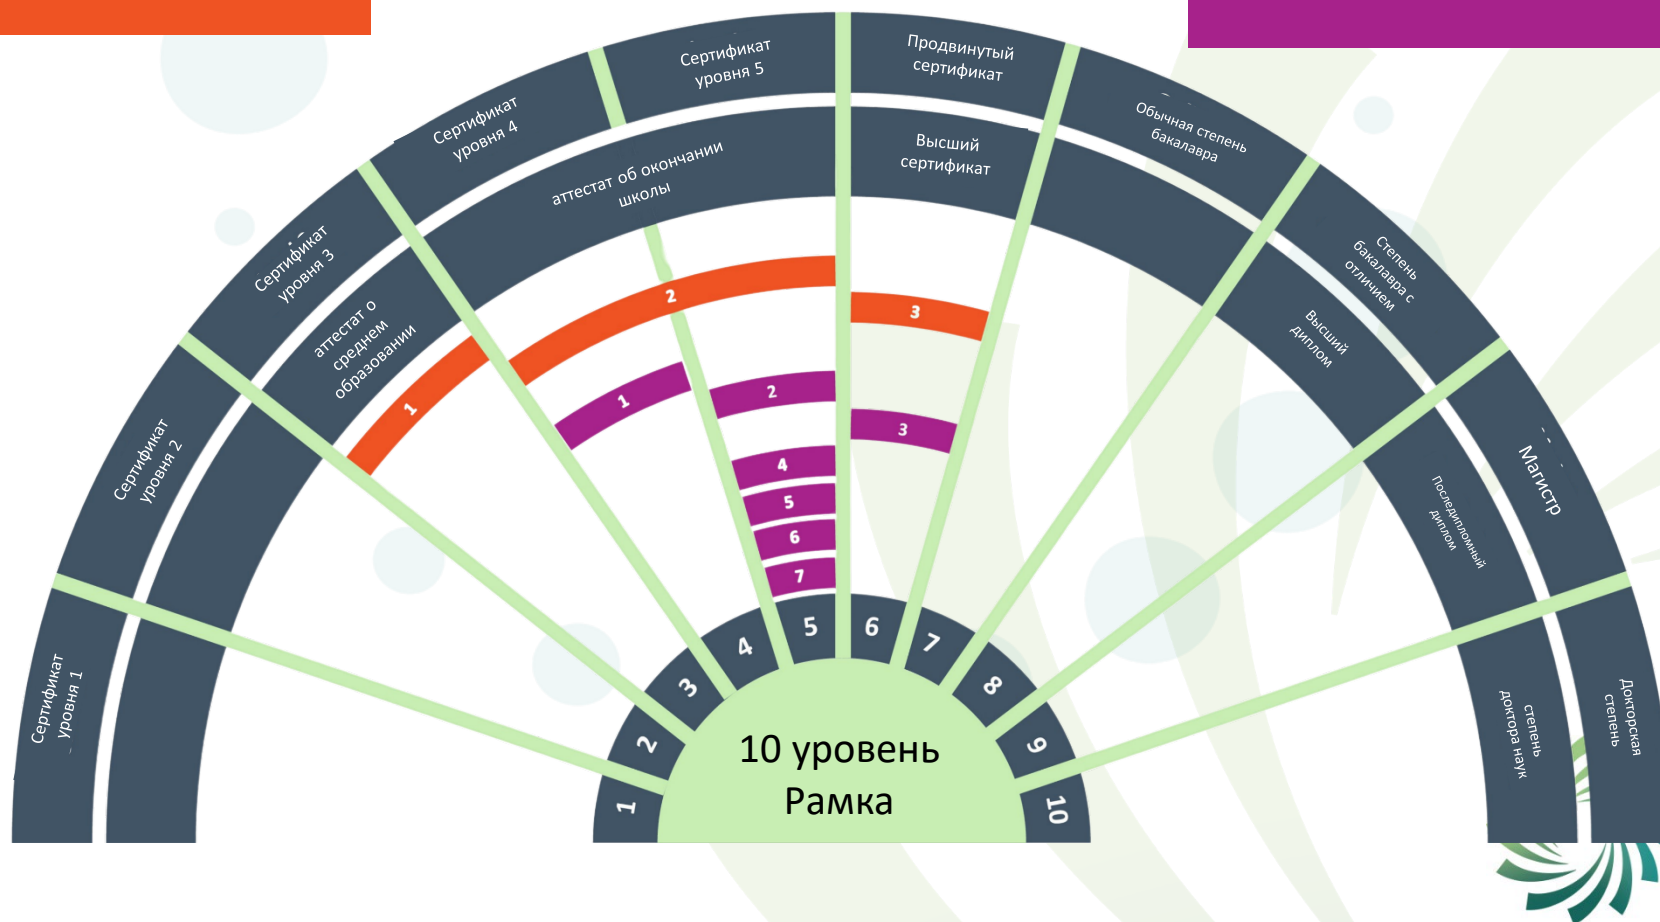 Сертификат
уровня 1
Сертификат
уровня 2
Сертификат
уровня 3
Сертификат
уровня 4
Сертификат
уровня 5
Продвинутый
сертификат
Обычная степень
бакалавра
Степень
бакалавра с
отличием
Магистр
Докторская
степень
аттестат о
среднем
образовании
аттестат об окончании
школы
Высший
сертификат
Высший
диплом
Последипломный
диплом
степень
доктора наук
1
2
3
1
2
3
4
5
6
7
1
2
3
4
5
6
7
8
9
10
10 уровень
Рамка